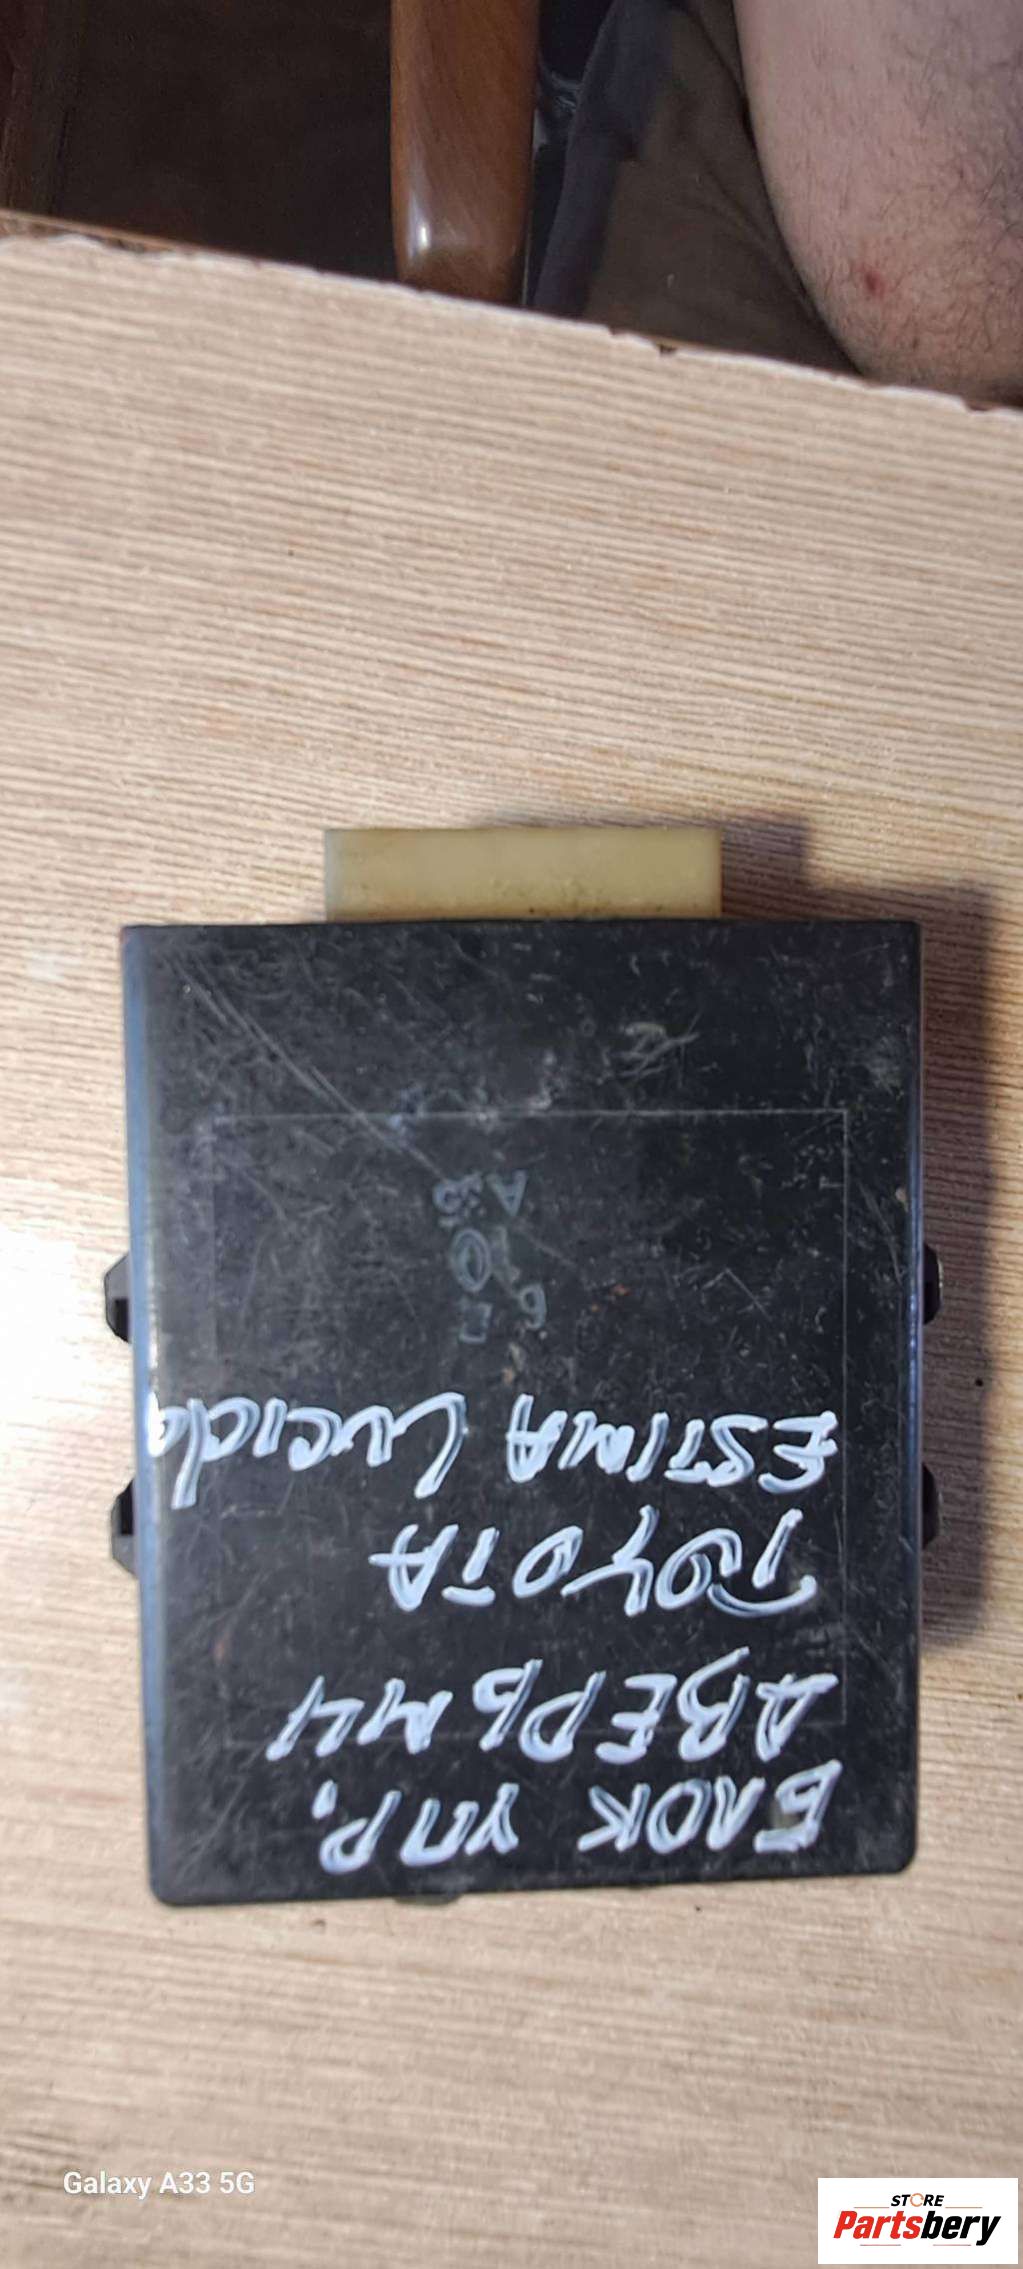 БЛОК УПР.
ДВЕРЬМИ
TOYOTA
ESTIMA Lucida
Galaxy A33 5G
STORE
Partsbery